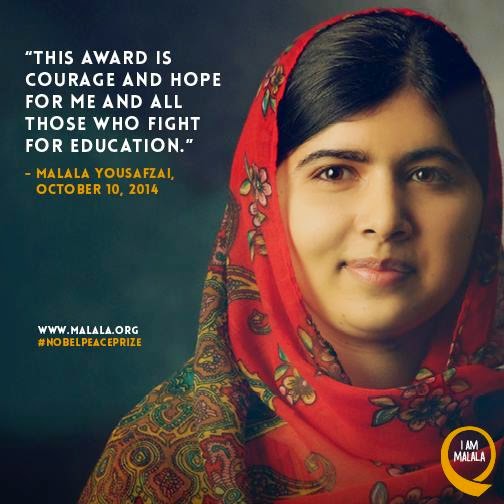 “THIS AWARD IS
COURAGE AND HOPE
FOR ME AND ALL
THOSE WHO FIGHT
FOR EDUCATION.”
– MALALA YOUSAFZAI,
OCTOBER 10, 2014
WWW.MALALA.ORG
#NOBELPEACEPRIZE
I AM
MALALA